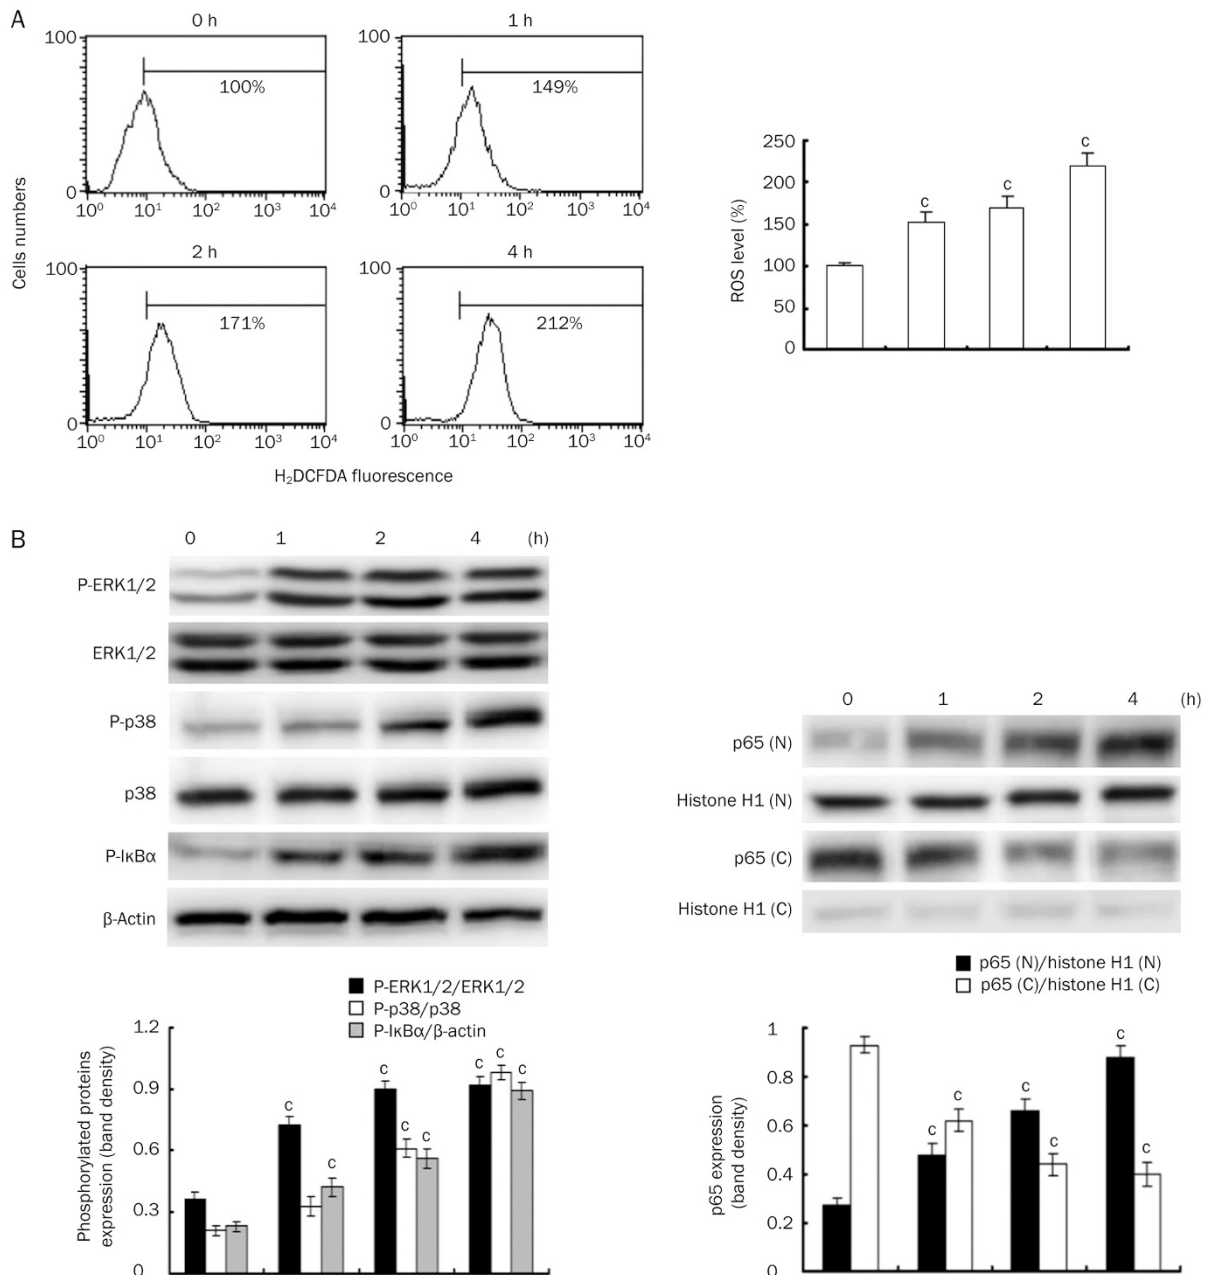 A
0 h
1 h
100
100%
0
10⁰ 10¹ 10² 10³ 10⁴
100
149%
0
10⁰ 10¹ 10² 10³ 10⁴
2 h
4 h
100
171%
0
10⁰ 10¹ 10² 10³ 10⁴
100
212%
0
10⁰ 10¹ 10² 10³ 10⁴
Cells numbers
H₂DCFDA fluorescence
ROS level (%)
250
200
150
100
50
0
c c c
B
0 1 2 4 (h)
P-ERK1/2
ERK1/2
P-p38
p38
P-IκBα
β-Actin
0 1 2 4 (h)
p65 (N)
Histone H1 (N)
p65 (C)
Histone H1 (C)
P-ERK1/2/ERK1/2
P-p38/p38
P-IκBα/β-actin
Phosphorylated proteins
expression (band density)
1.2
0.9
0.6
0.3
0
c c c c c c c c
p65 (N)/histone H1 (N)
p65 (C)/histone H1 (C)
p65 expression
(band density)
1
0.8
0.6
0.4
0.2
0
c c c c c c